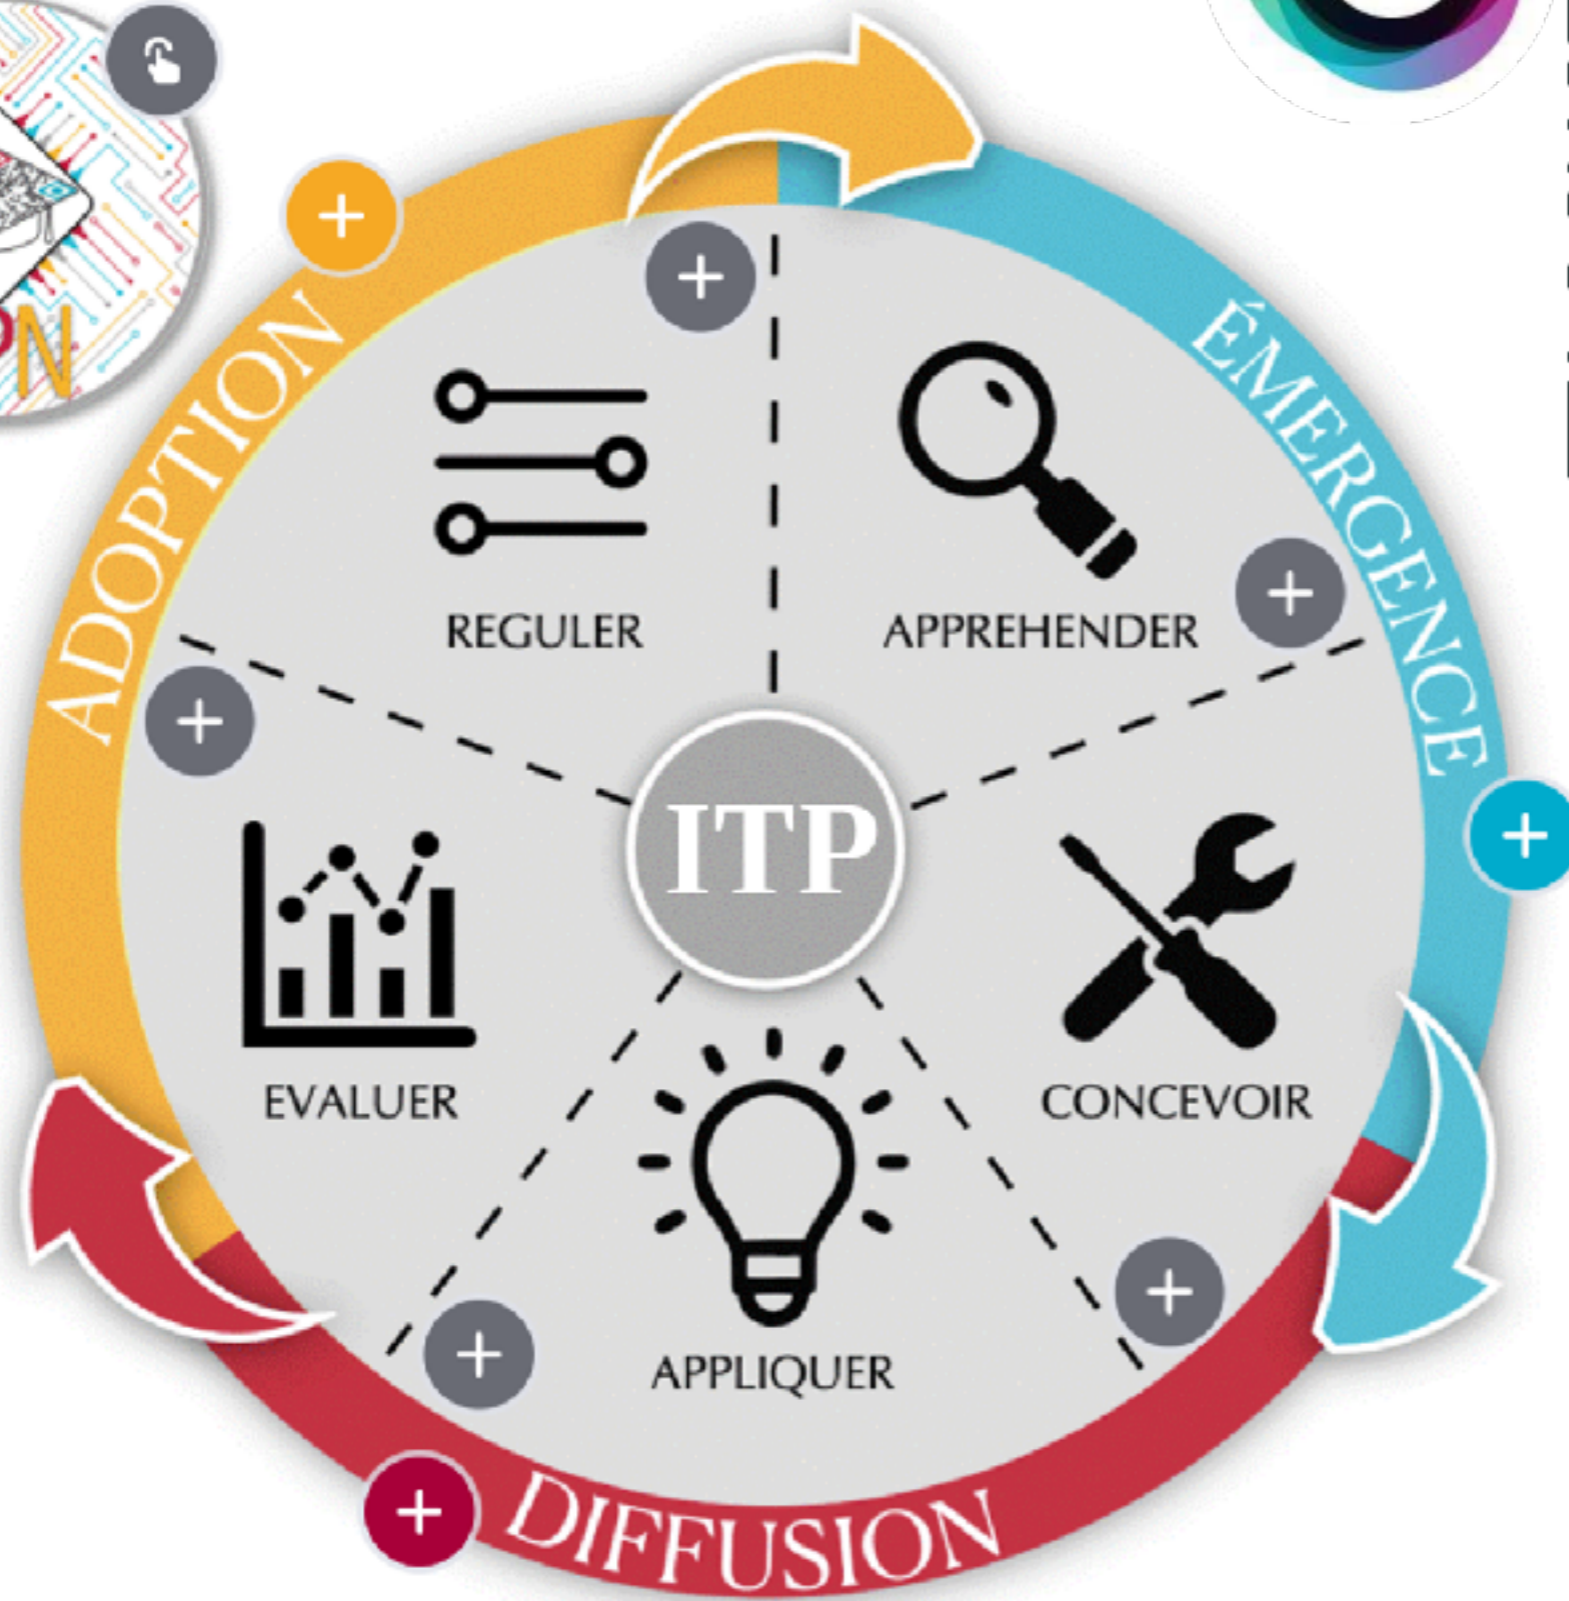 ÉMERGENCE
ADOPTION
REGULER
APPREHENDER
ITP
EVALUER
CONCEVOIR
APPLIQUER
DIFFUSION